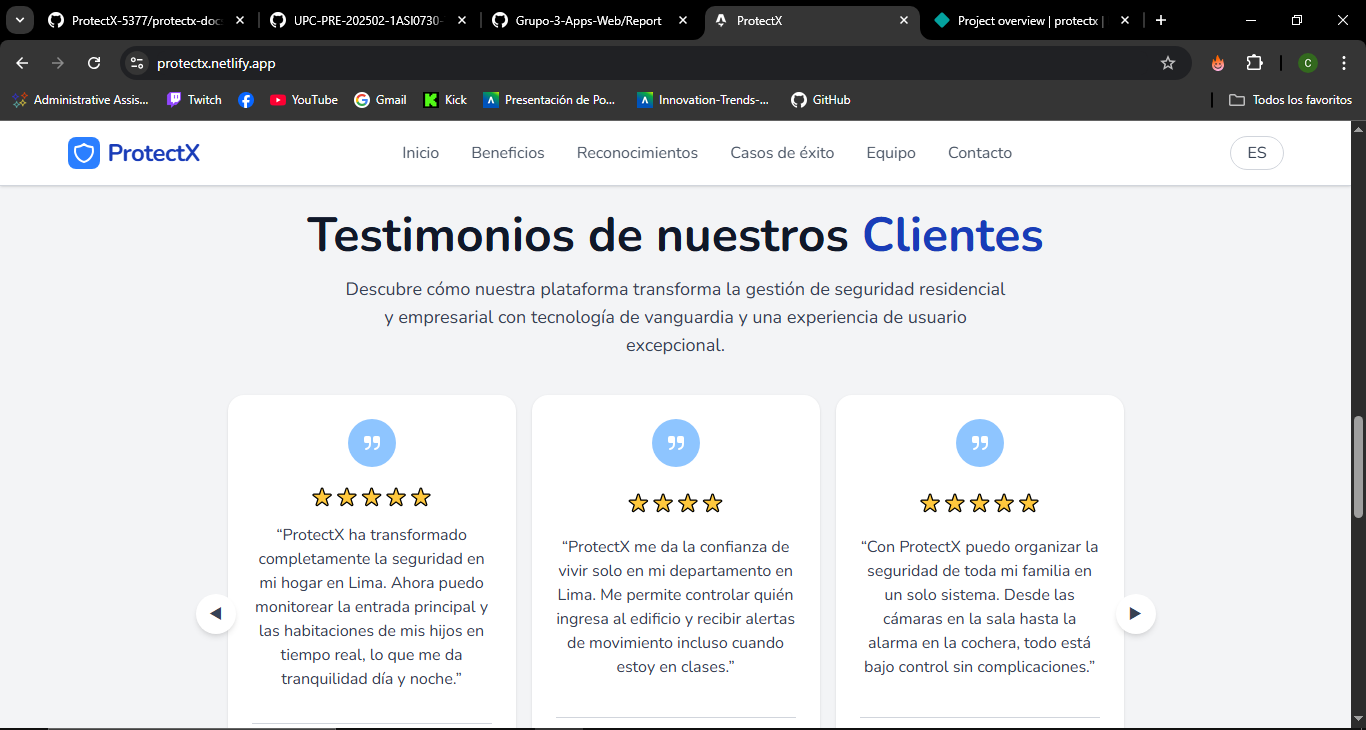 ProtectX-5377/protectx-doc
UPC-PRE-202502-1ASI0730-
Grupo-3-Apps-Web/Report
ProtectX
Project overview | protectx |
protectx.netlify.app
C
Administrative Assis...
Twitch
YouTube
Gmail
Kick
Presentación de Po...
Innovation-Trends-...
GitHub
Todos los favoritos
ProtectX
Inicio
Beneficios
Reconocimientos
Casos de éxito
Equipo
Contacto
ES
Testimonios de nuestros Clientes
Descubre cómo nuestra plataforma transforma la gestión de seguridad residencial
y empresarial con tecnología de vanguardia y una experiencia de usuario
excepcional.
“ProtectX ha transformado
completamente la seguridad en
mi hogar en Lima. Ahora puedo
monitorear la entrada principal y
las habitaciones de mis hijos en
tiempo real, lo que me da
tranquilidad día y noche.”
“ProtectX me da la confianza de
vivir solo en mi departamento en
Lima. Me permite controlar quién
ingresa al edificio y recibir alertas
de movimiento incluso cuando
estoy en clases.”
“Con ProtectX puedo organizar la
seguridad de toda mi familia en
un solo sistema. Desde las
cámaras en la sala hasta la
alarma en la cochera, todo está
bajo control sin complicaciones.”